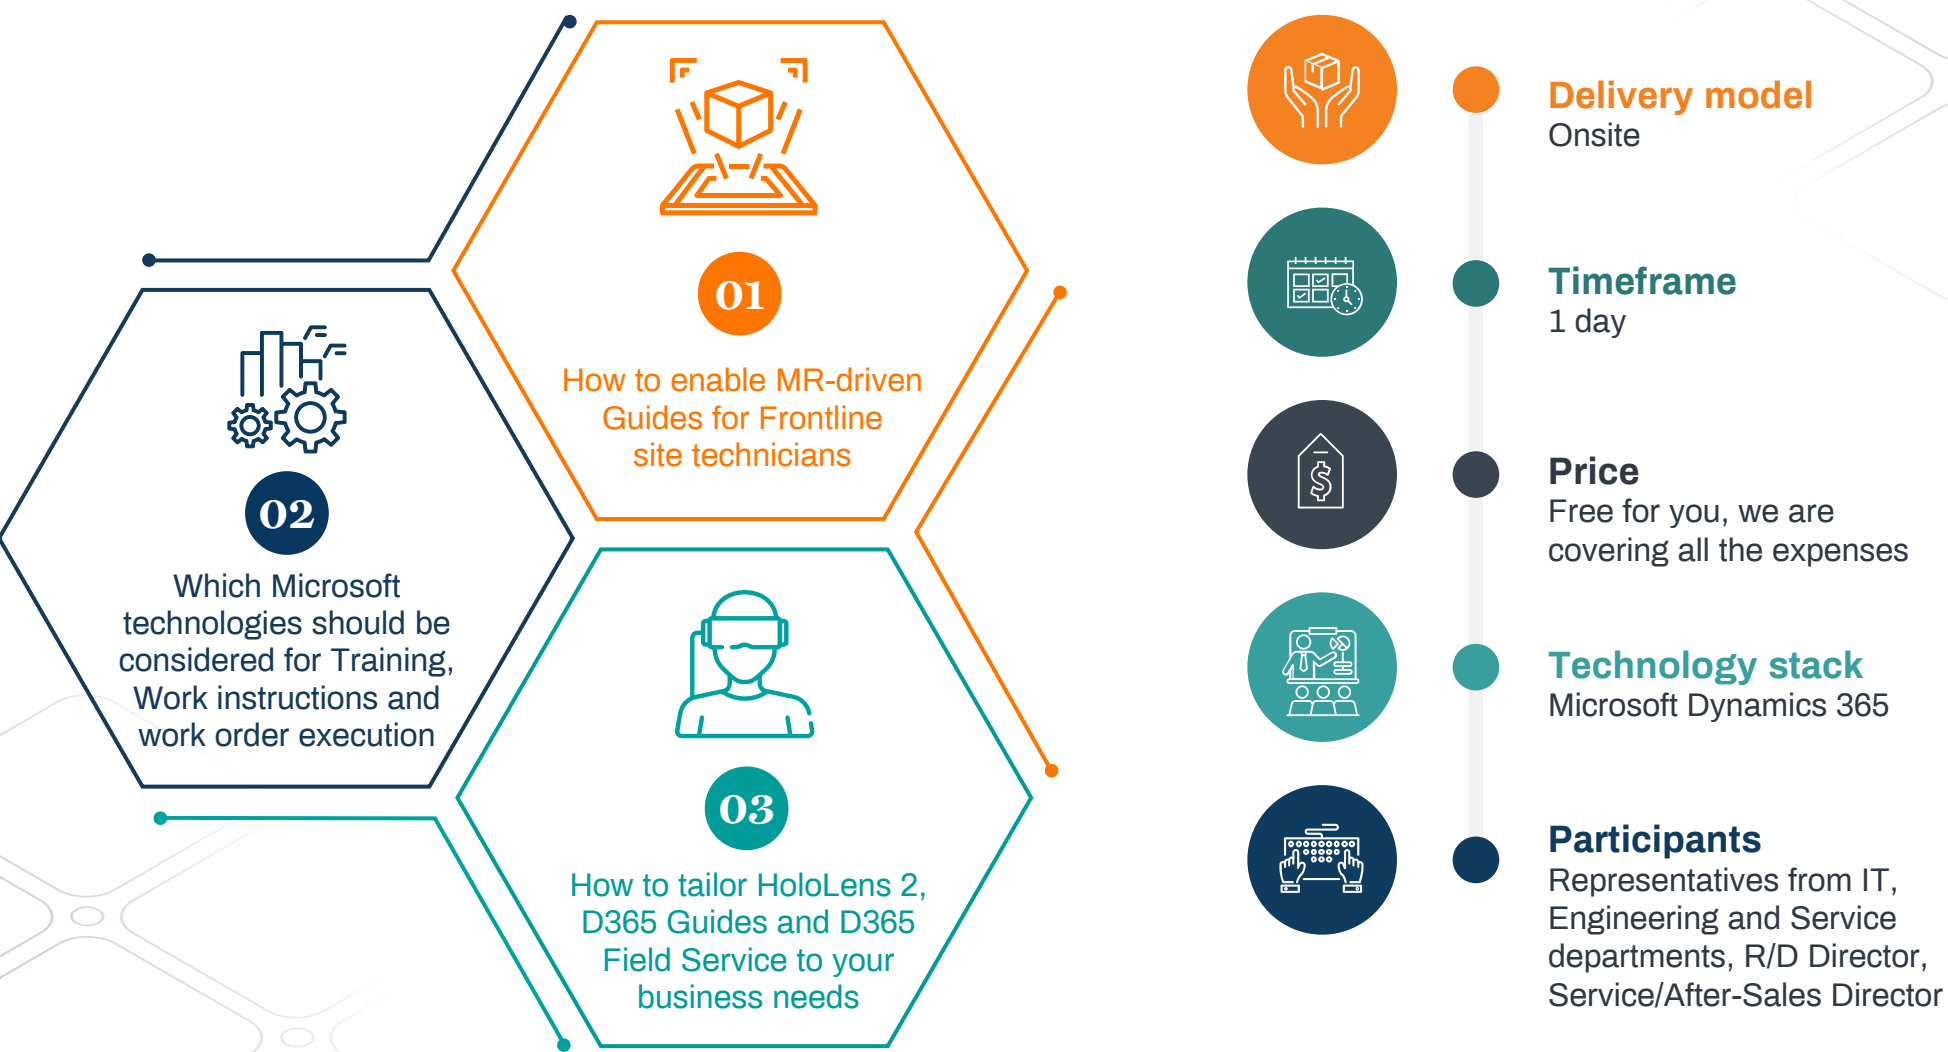 01
How to enable MR-driven
Guides for Frontline
site technicians
02
Which Microsoft
technologies should be
considered for Training,
Work instructions and
work order execution
03
How to tailor HoloLens 2,
D365 Guides and D365
Field Service to your
business needs
Delivery model
Onsite
Timeframe
1 day
Price
Free for you, we are
covering all the expenses
Technology stack
Microsoft Dynamics 365
Participants
Representatives from IT,
Engineering and Service
departments, R/D Director,
Service/After-Sales Director